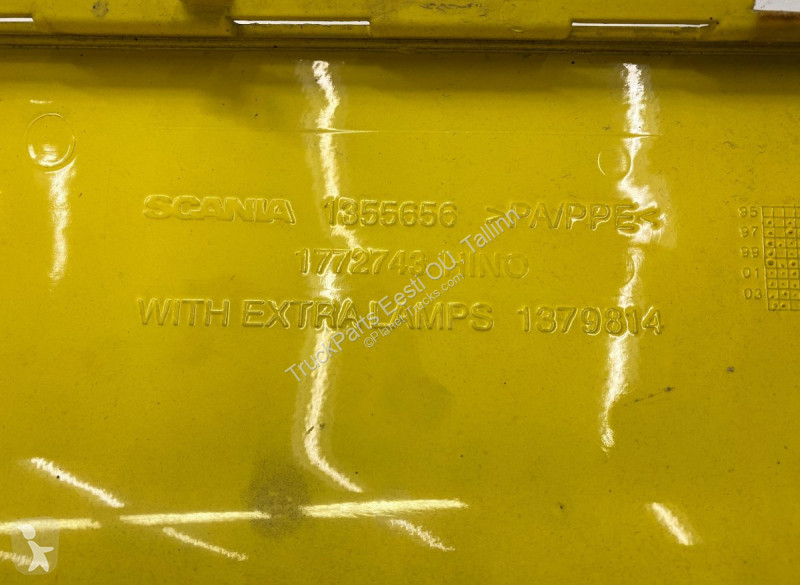 SCANIA 1355656 >PA/PPE<
1772743 HINO
WITH EXTRA LAMPS 1379814
95
97
99
01
03
TruckParts Eesti OÜ, Tallinn
©PlanetTrucks.com